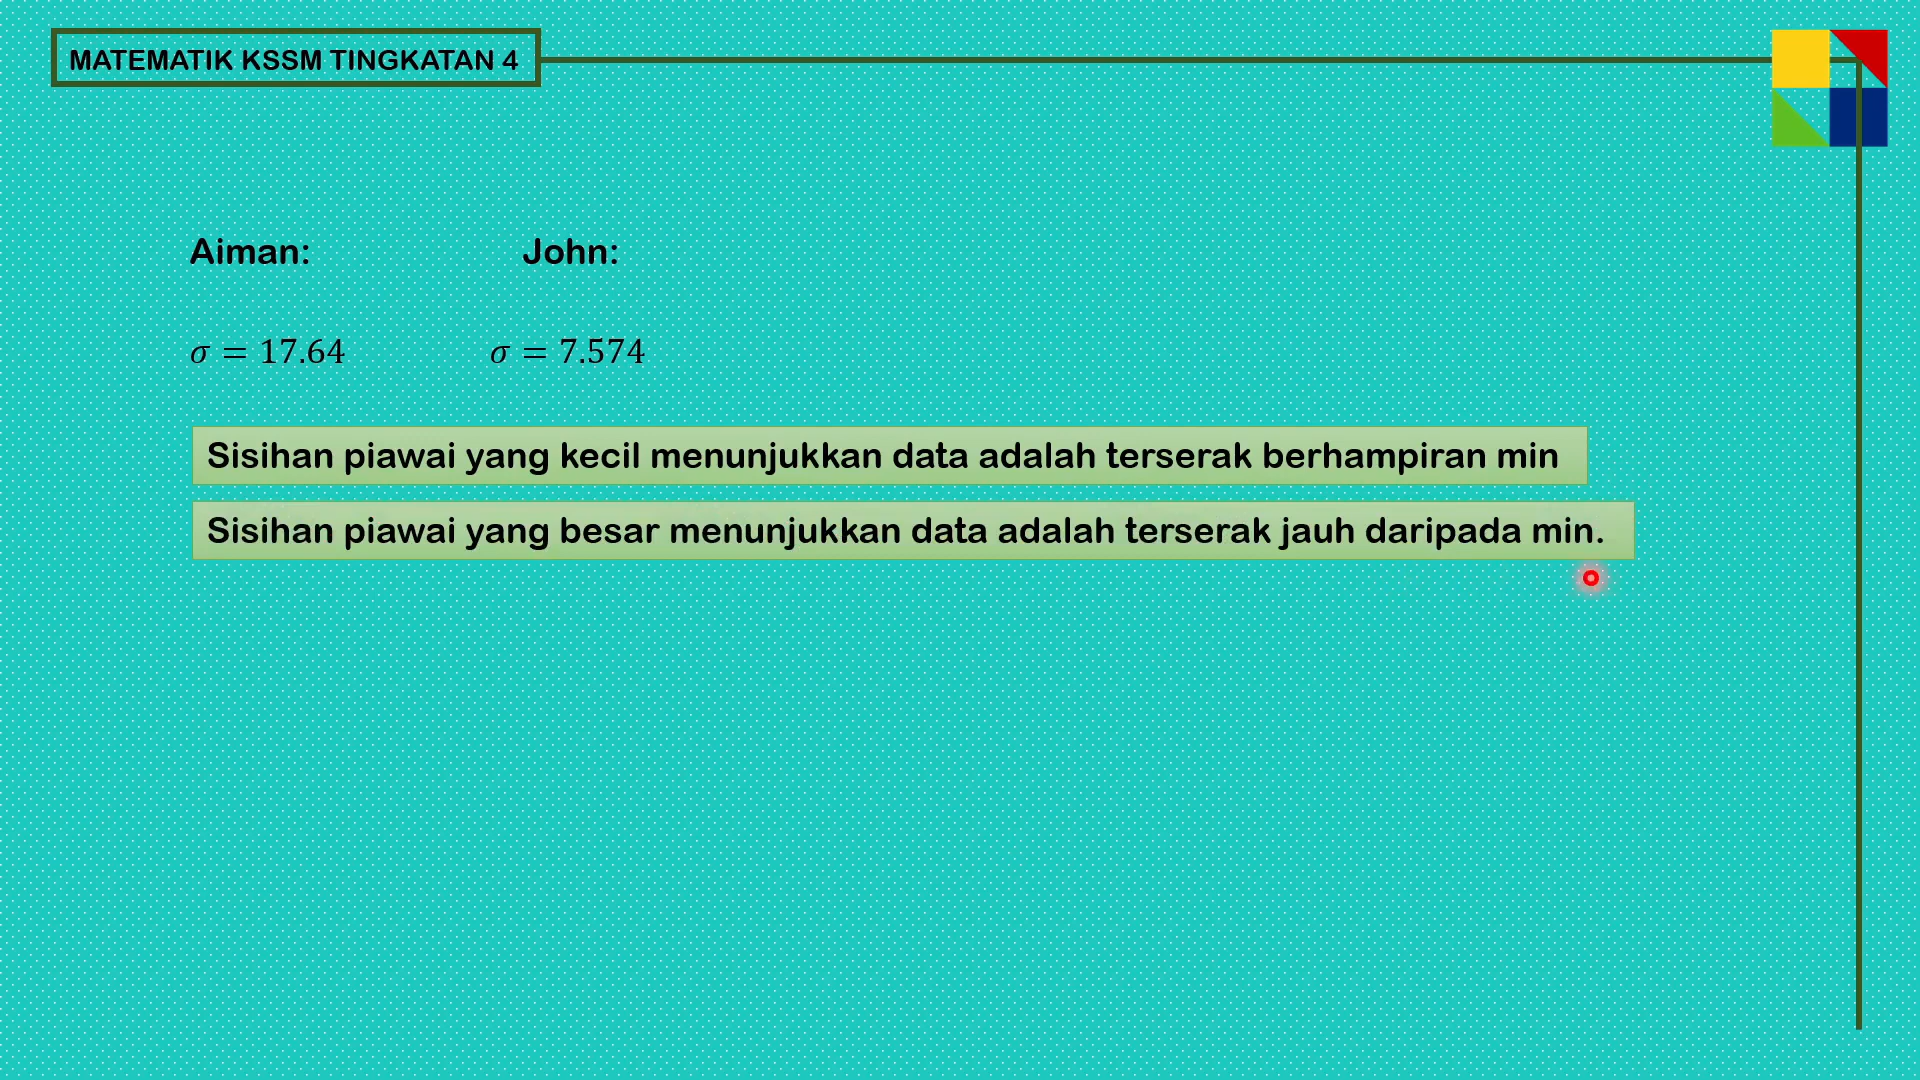 MATEMATIK KSSM TINGKATAN 4
Aiman: John:
σ = 17.64 σ = 7.574
Sisihan piawai yang kecil menunjukkan data adalah terserak berhampiran min
Sisihan piawai yang besar menunjukkan data adalah terserak jauh daripada min.